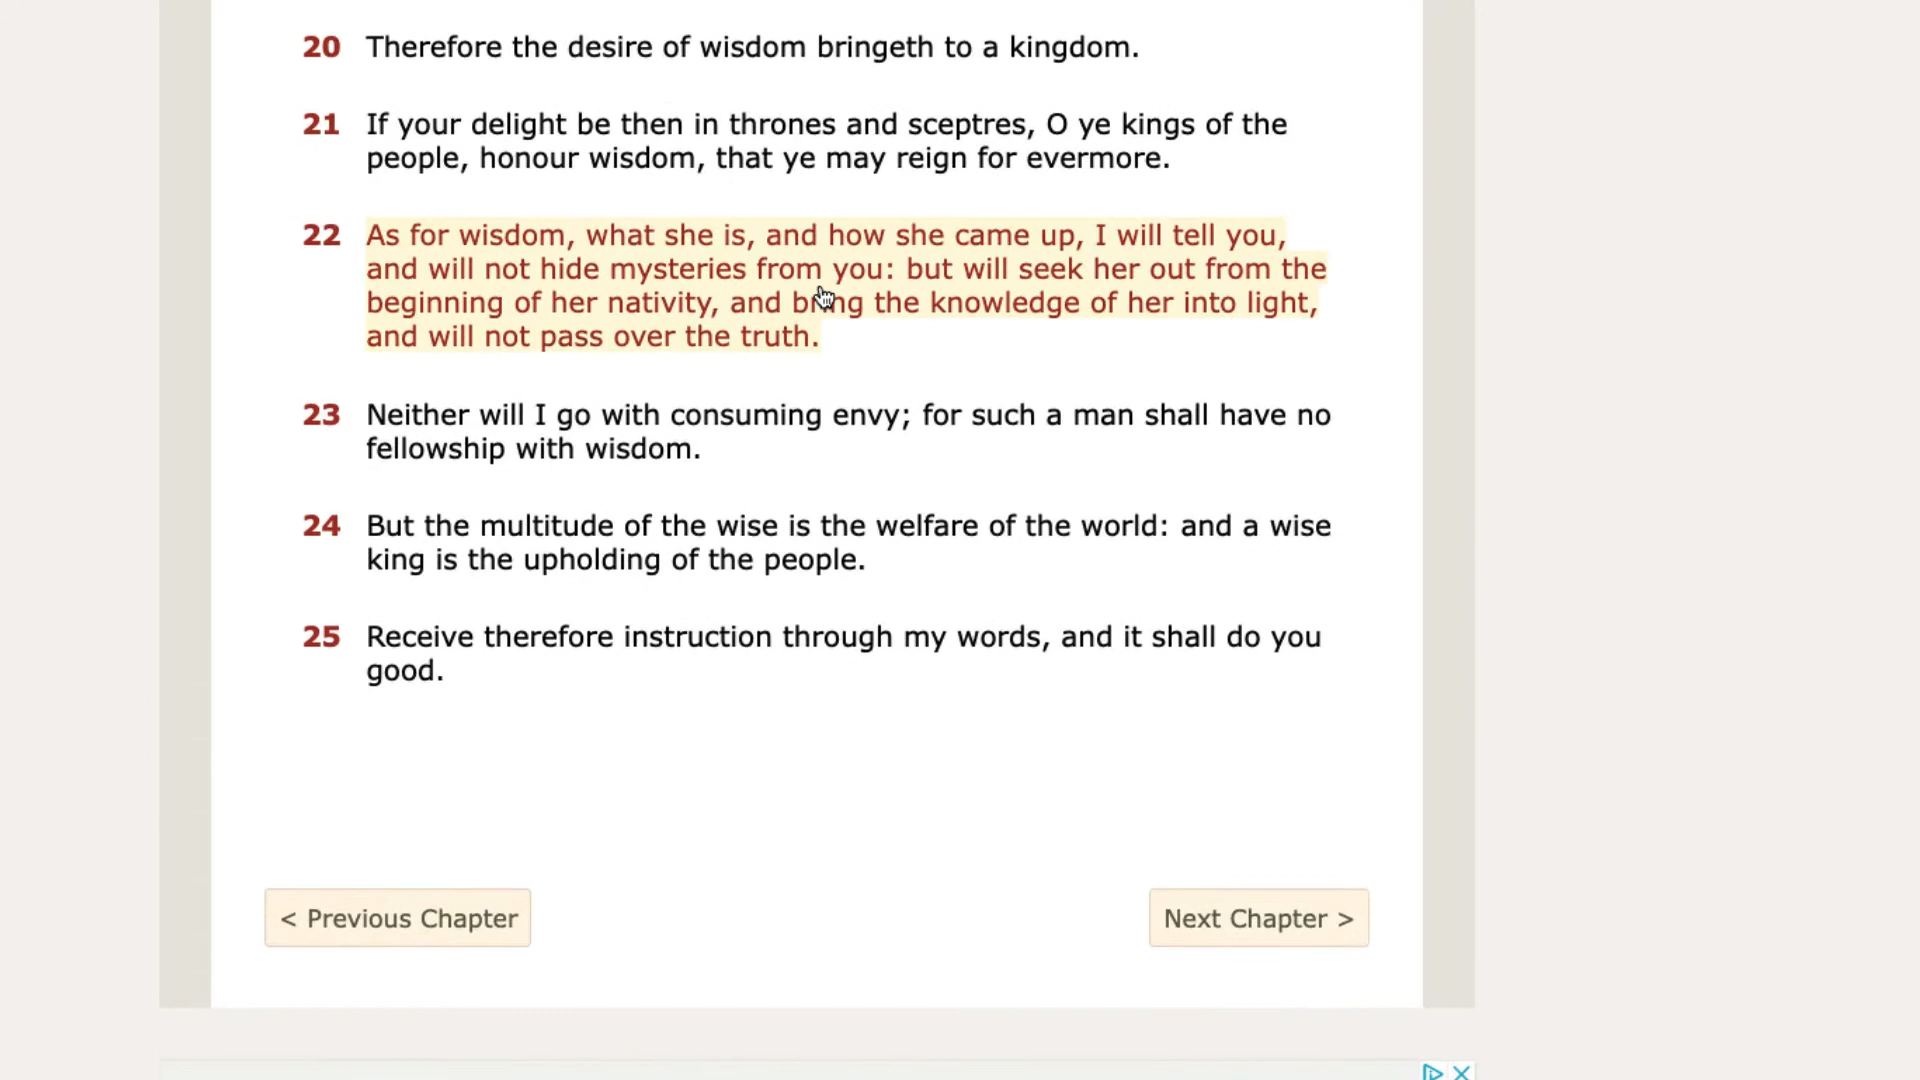 20 Therefore the desire of wisdom bringeth to a kingdom.
21 If your delight be then in thrones and sceptres, O ye kings of the
people, honour wisdom, that ye may reign for evermore.
22 As for wisdom, what she is, and how she came up, I will tell you,
and will not hide mysteries from you: but will seek her out from the
beginning of her nativity, and bring the knowledge of her into light,
and will not pass over the truth.
23 Neither will I go with consuming envy; for such a man shall have no
fellowship with wisdom.
24 But the multitude of the wise is the welfare of the world: and a wise
king is the upholding of the people.
25 Receive therefore instruction through my words, and it shall do you
good.
< Previous Chapter
Next Chapter >